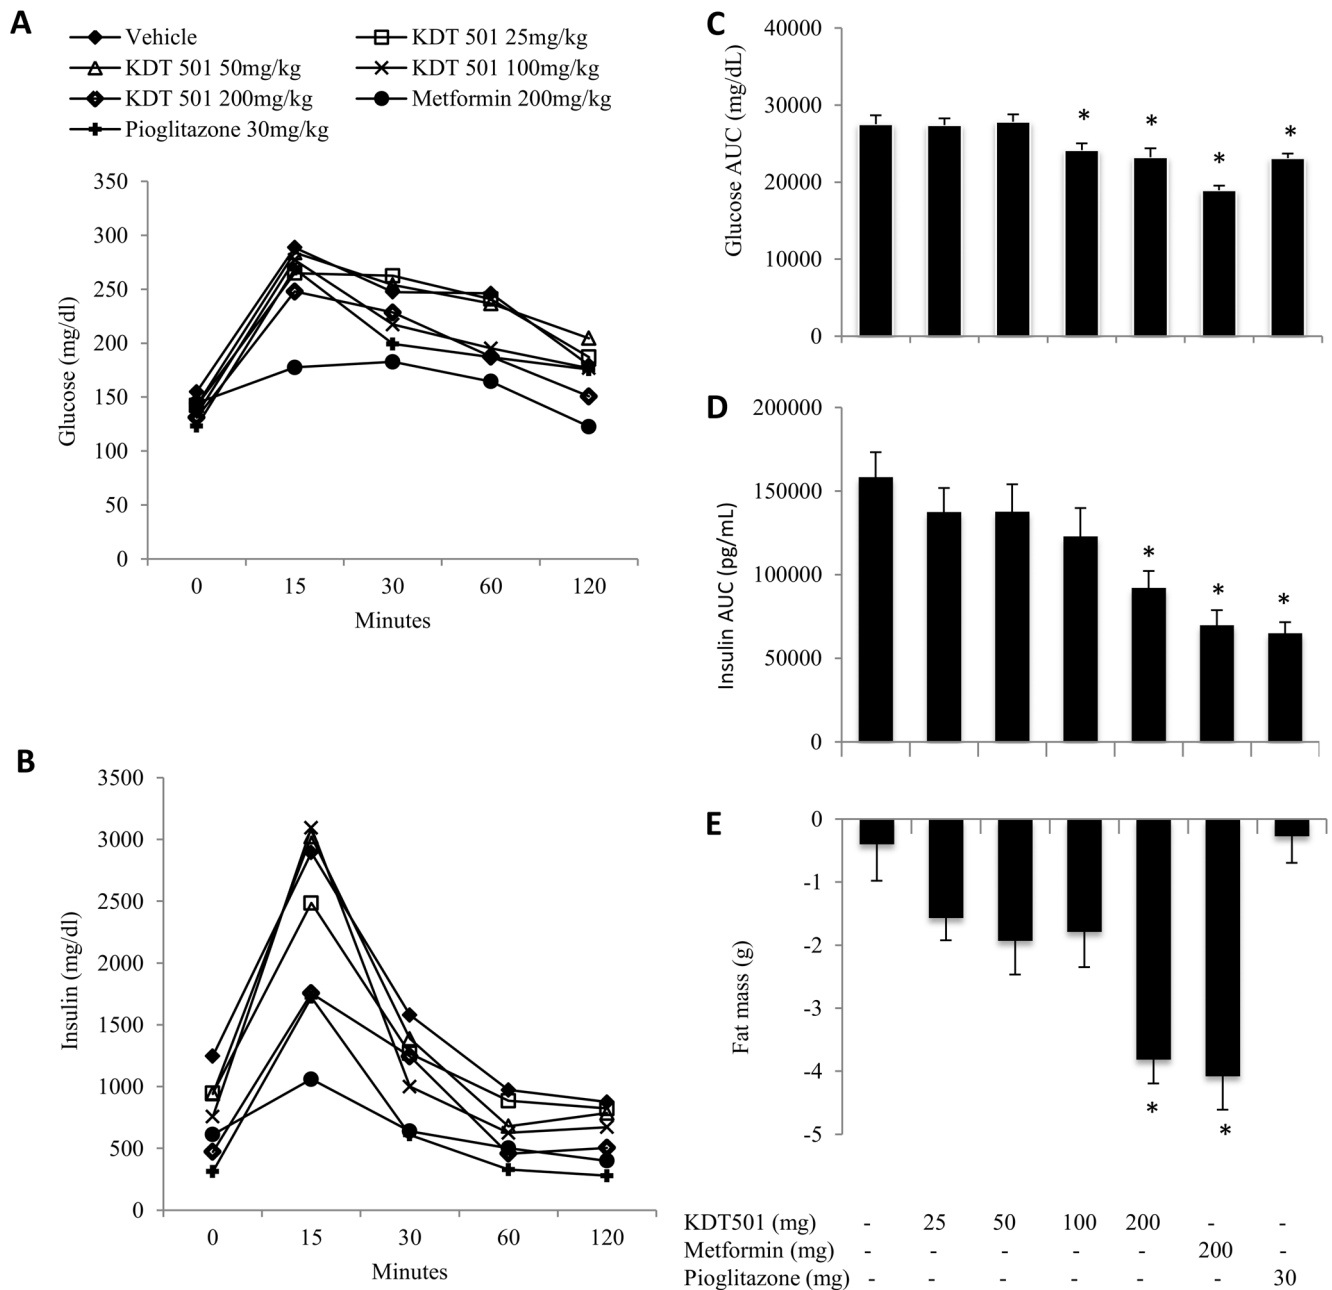 A
Vehicle
KDT 501 25mg/kg
KDT 501 50mg/kg
KDT 501 100mg/kg
KDT 501 200mg/kg
Metformin 200mg/kg
Pioglitazone 30mg/kg
350
300
250
200
150
100
50
0
Glucose (mg/dl)
0 15 30 60 120
Minutes
B
3500
3000
2500
2000
1500
1000
500
0
Insulin (mg/dl)
0 15 30 60 120
Minutes
C
40000
30000
20000
10000
0
Glucose AUC (mg/dL)
* * * *
D
200000
150000
100000
50000
0
Insulin AUC (pg/mL)
* * *
E
0
-1
-2
-3
-4
-5
Fat mass (g)
* *
KDT501 (mg) - 25 50 100 200 - -
Metformin (mg) - - - - - 200 -
Pioglitazone (mg) - - - - - - 30